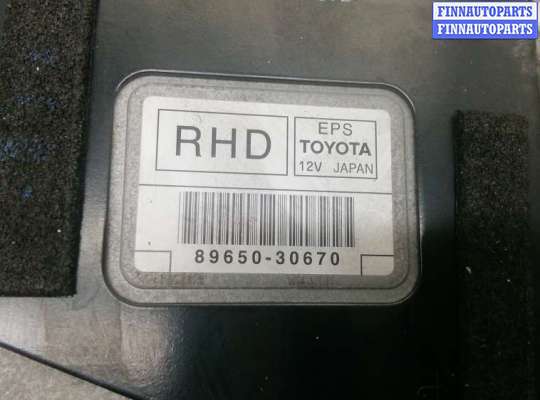 FINNAUTOPARTS
FINNAUTOPARTS
RHD
EPS
TOYOTA
12V JAPAN
89650-30670